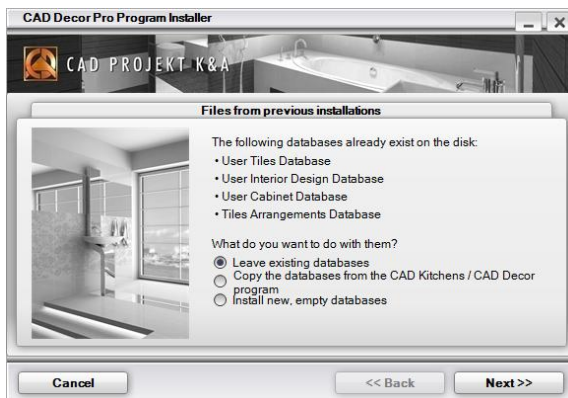 CAD Decor Pro Program Installer
CAD PROJEKT K&A
Files from previous installations
The following databases already exist on the disk:
• User Tiles Database
• User Interior Design Database
• User Cabinet Database
• Tiles Arrangements Database
What do you want to do with them?
Leave existing databases
Copy the databases from the CAD Kitchens / CAD Decor
program
Install new, empty databases
Cancel
<< Back
Next >>